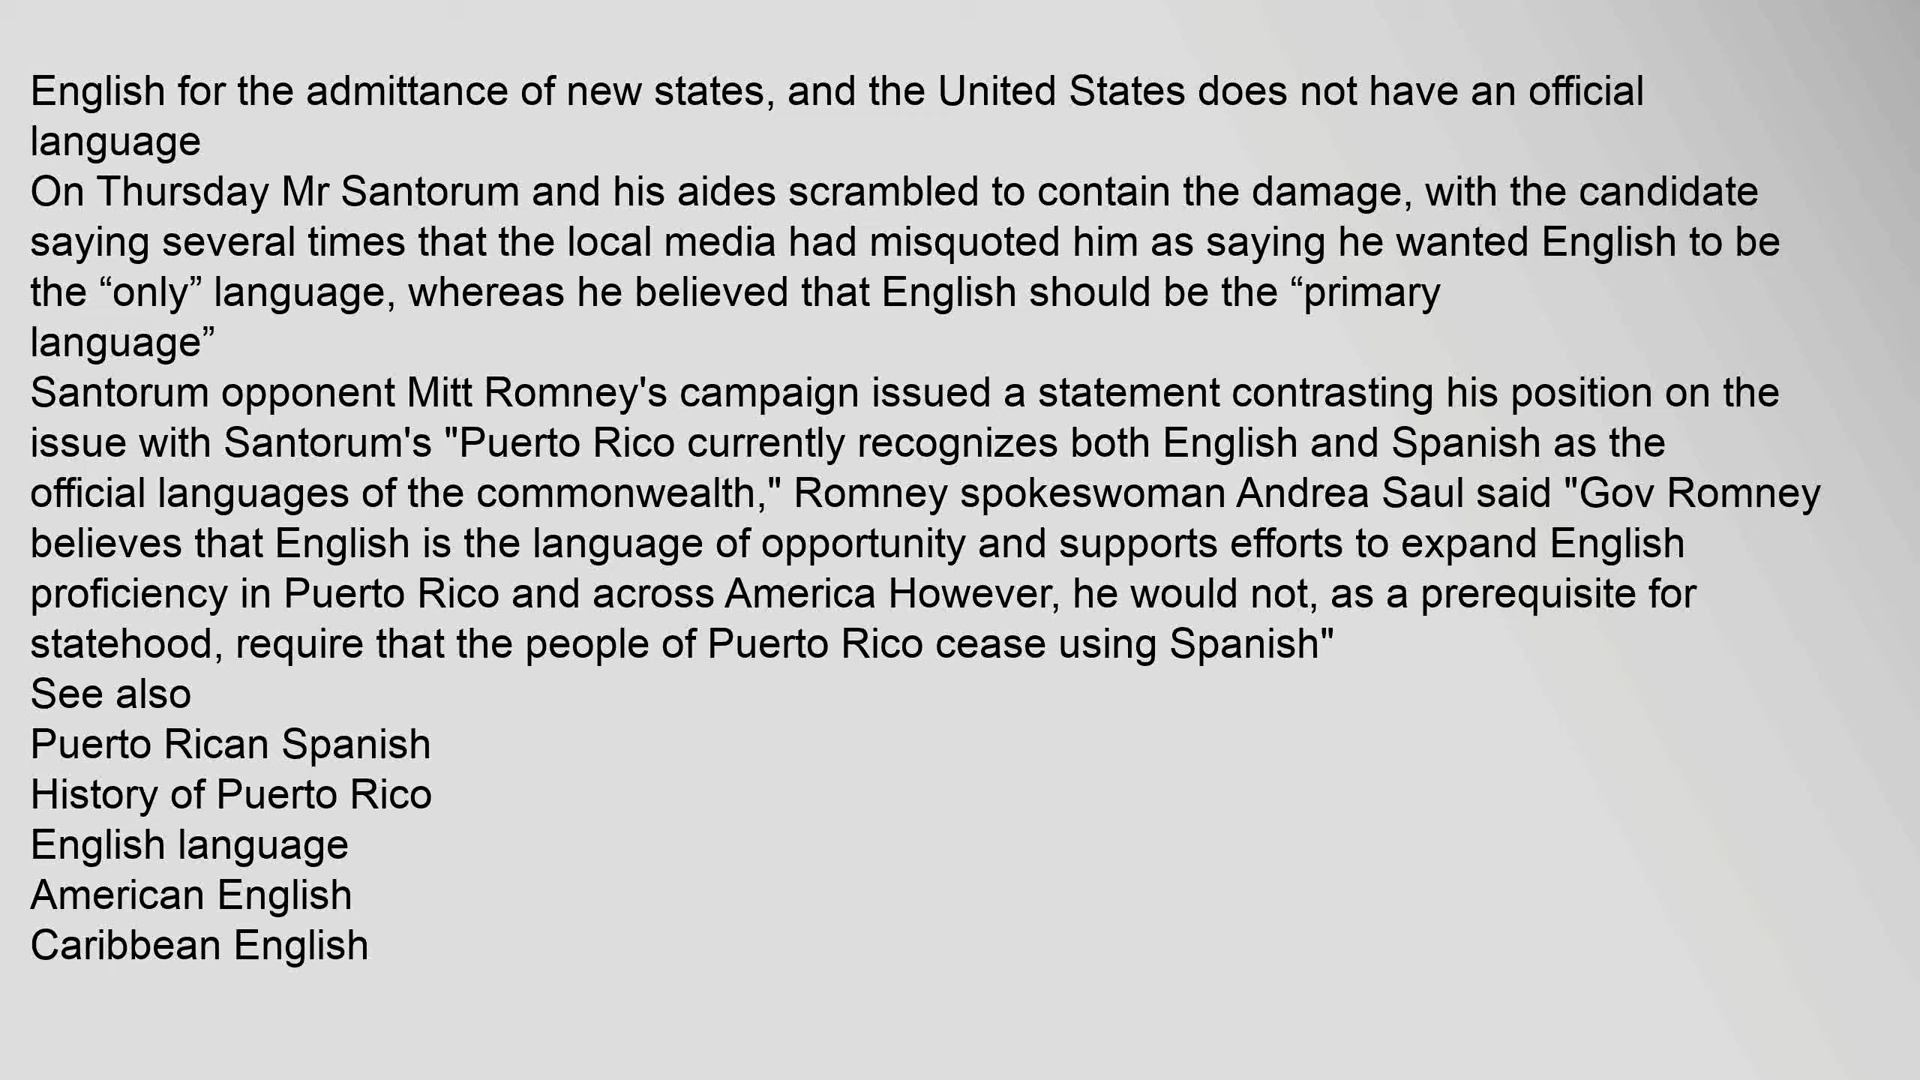 English for the admittance of new states, and the United States does not have an official
language
On Thursday Mr Santorum and his aides scrambled to contain the damage, with the candidate
saying several times that the local media had misquoted him as saying he wanted English to be
the “only” language, whereas he believed that English should be the “primary
language”
Santorum opponent Mitt Romney's campaign issued a statement contrasting his position on the
issue with Santorum's "Puerto Rico currently recognizes both English and Spanish as the
official languages of the commonwealth," Romney spokeswoman Andrea Saul said "Gov Romney
believes that English is the language of opportunity and supports efforts to expand English
proficiency in Puerto Rico and across America However, he would not, as a prerequisite for
statehood, require that the people of Puerto Rico cease using Spanish"
See also
Puerto Rican Spanish
History of Puerto Rico
English language
American English
Caribbean English